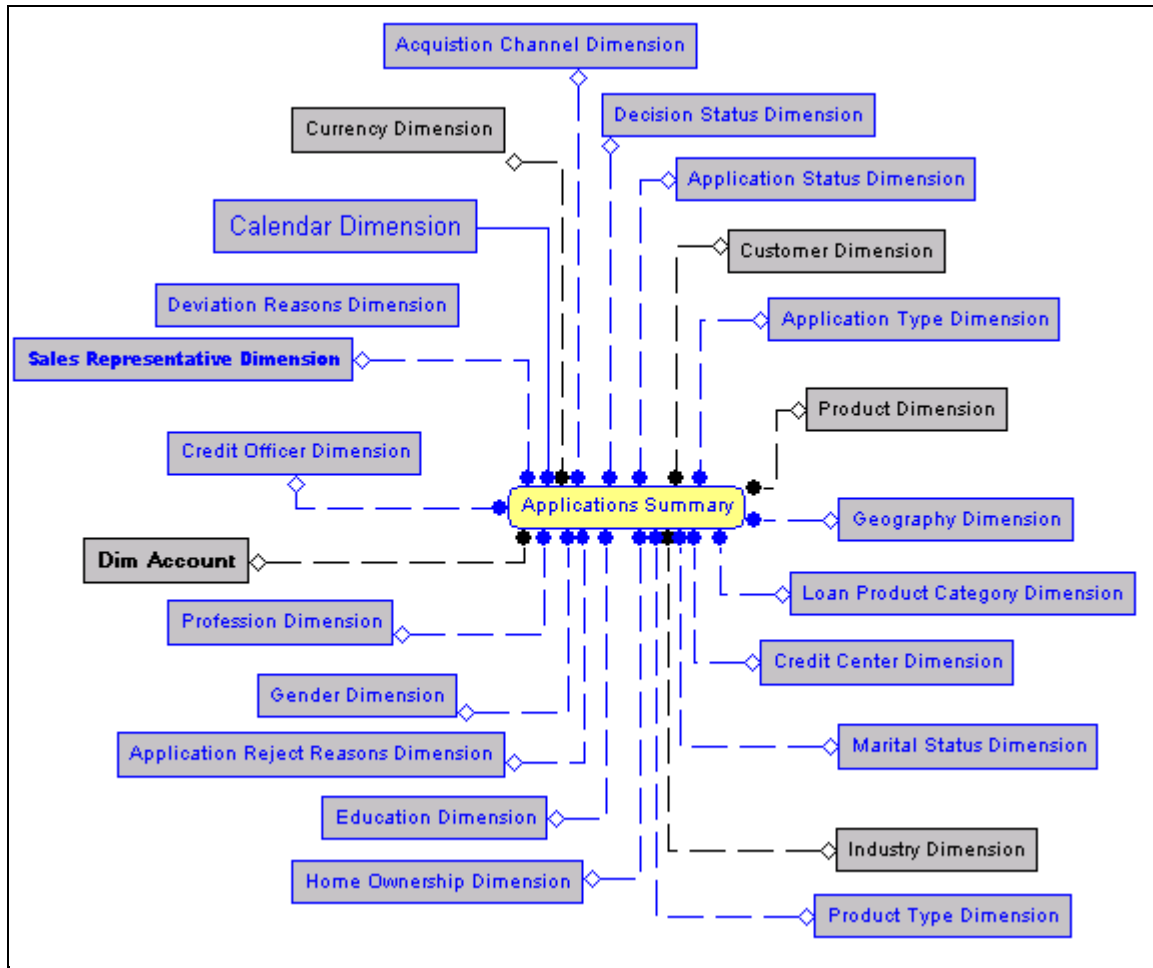 Acquistion Channel Dimension
Decision Status Dimension
Currency Dimension
Application Status Dimension
Calendar Dimension
Customer Dimension
Deviation Reasons Dimension
Application Type Dimension
Sales Representative Dimension
Product Dimension
Credit Officer Dimension
Applications Summary
Geography Dimension
Dim Account
Loan Product Category Dimension
Profession Dimension
Credit Center Dimension
Gender Dimension
Application Reject Reasons Dimension
Marital Status Dimension
Education Dimension
Industry Dimension
Home Ownership Dimension
Product Type Dimension